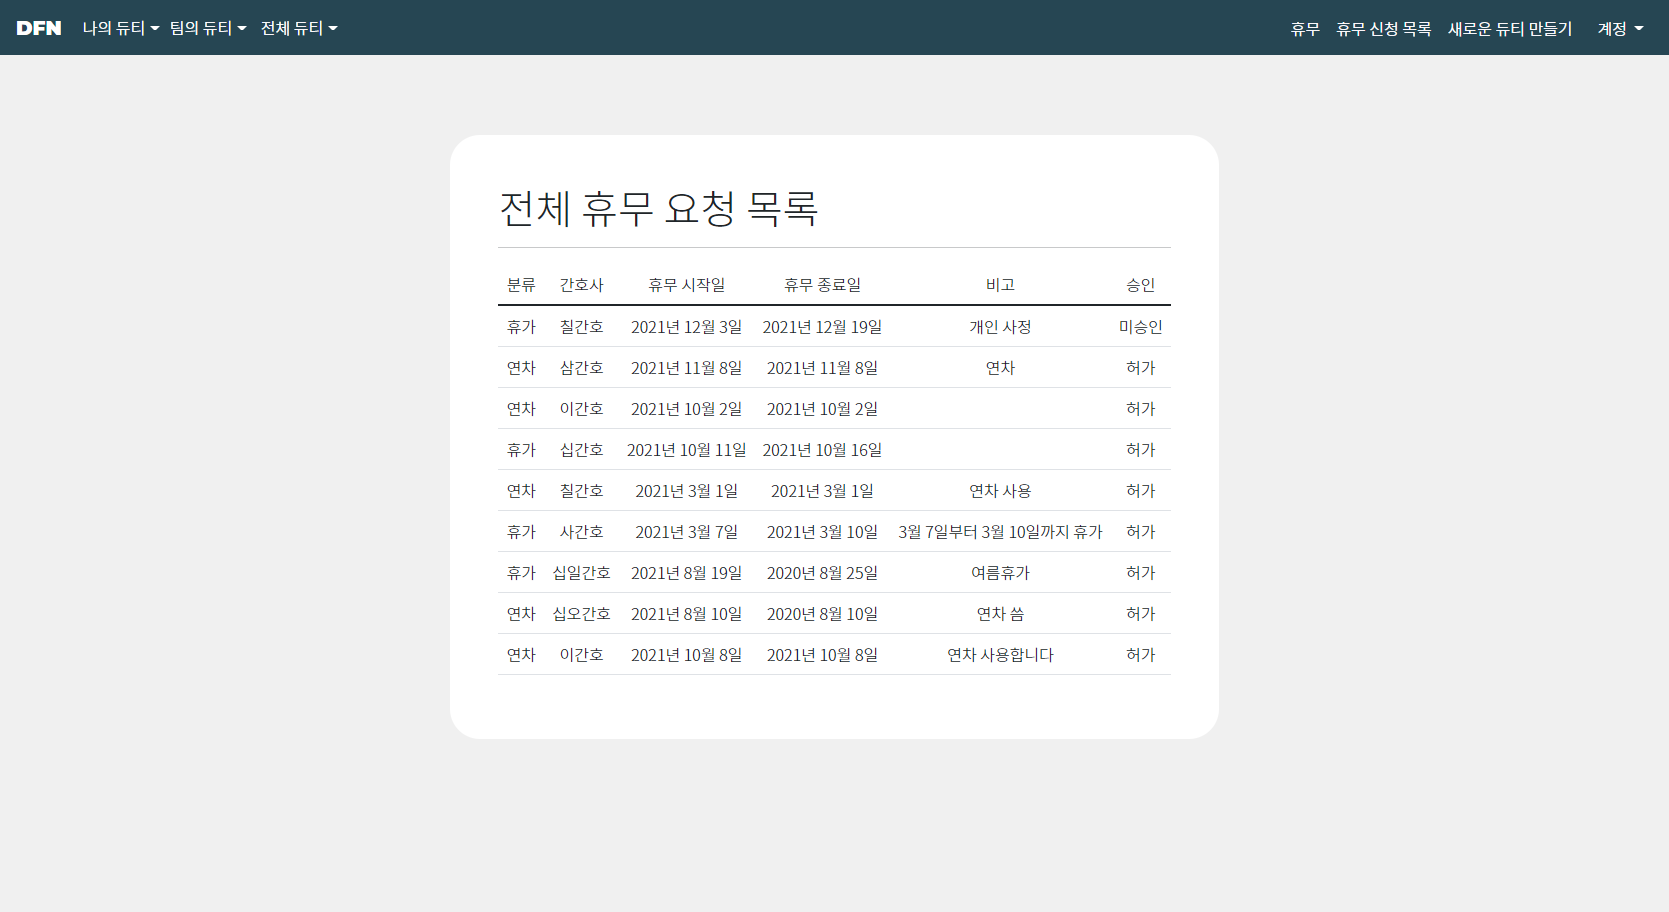 DFN 나의 듀티 팀의 듀티 전체 듀티 휴무 휴무 신청 목록 새로운 듀티 만들기 계정
전체 휴무 요청 목록
분류 간호사 휴무 시작일 휴무 종료일 비고 승인
휴가 칠간호 2021년 12월 3일 2021년 12월 19일 개인 사정 미승인
연차 삼간호 2021년 11월 8일 2021년 11월 8일 연차 허가
연차 이간호 2021년 10월 2일 2021년 10월 2일 허가
휴가 십간호 2021년 10월 11일 2021년 10월 16일 허가
연차 칠간호 2021년 3월 1일 2021년 3월 1일 연차 사용 허가
휴가 사간호 2021년 3월 7일 2021년 3월 10일 3월 7일부터 3월 10일까지 휴가 허가
휴가 십일간호 2021년 8월 19일 2020년 8월 25일 여름휴가 허가
연차 십오간호 2021년 8월 10일 2020년 8월 10일 연차 씀 허가
연차 이간호 2021년 10월 8일 2021년 10월 8일 연차 사용합니다 허가